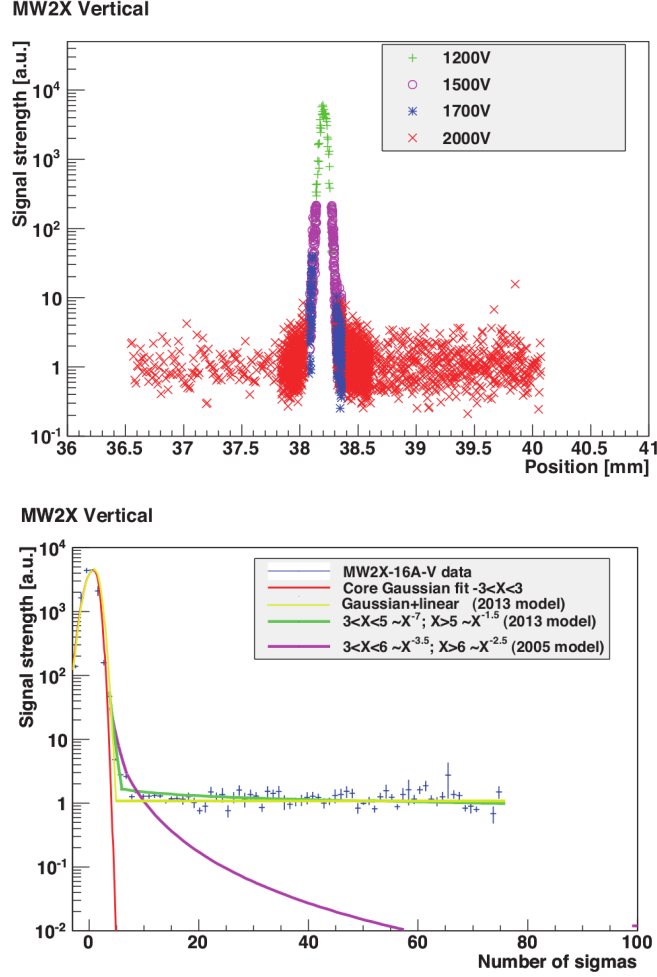 MW2X Vertical
Signal strength [a.u.]
10^4
10^3
10^2
10
1
10^-1
1200V
1500V
1700V
2000V
36 36.5 37 37.5 38 38.5 39 39.5 40 40.5 41
Position [mm]
MW2X Vertical
Signal strength [a.u.]
10^4
10^3
10^2
10
1
10^-1
10^-2
MW2X-16A-V data
Core Gaussian fit -3<X<3
Gaussian+linear (2013 model)
3<X<5 ~X^-7; X>5 ~X^-1.5 (2013 model)
3<X<6 ~X^-3.5; X>6 ~X^-2.5 (2005 model)
0 20 40 60 80 100
Number of sigmas